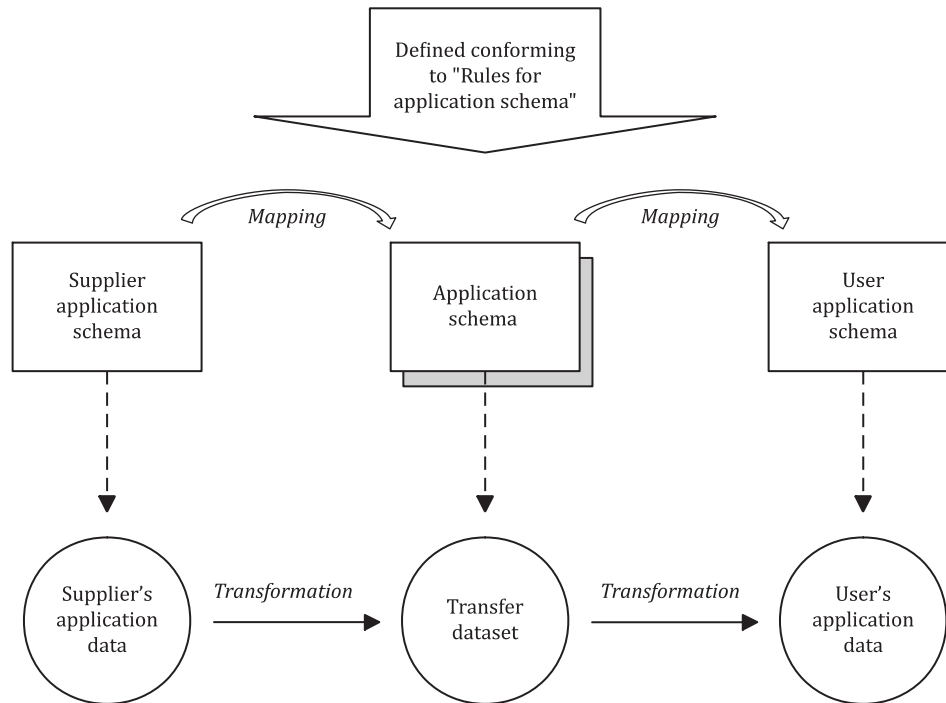 Defined conforming
to "Rules for
application schema"
Mapping
Mapping
Supplier
application
schema
Application
schema
User
application
schema
Transformation
Transformation
Supplier’s
application
data
Transfer
dataset
User’s
application
data